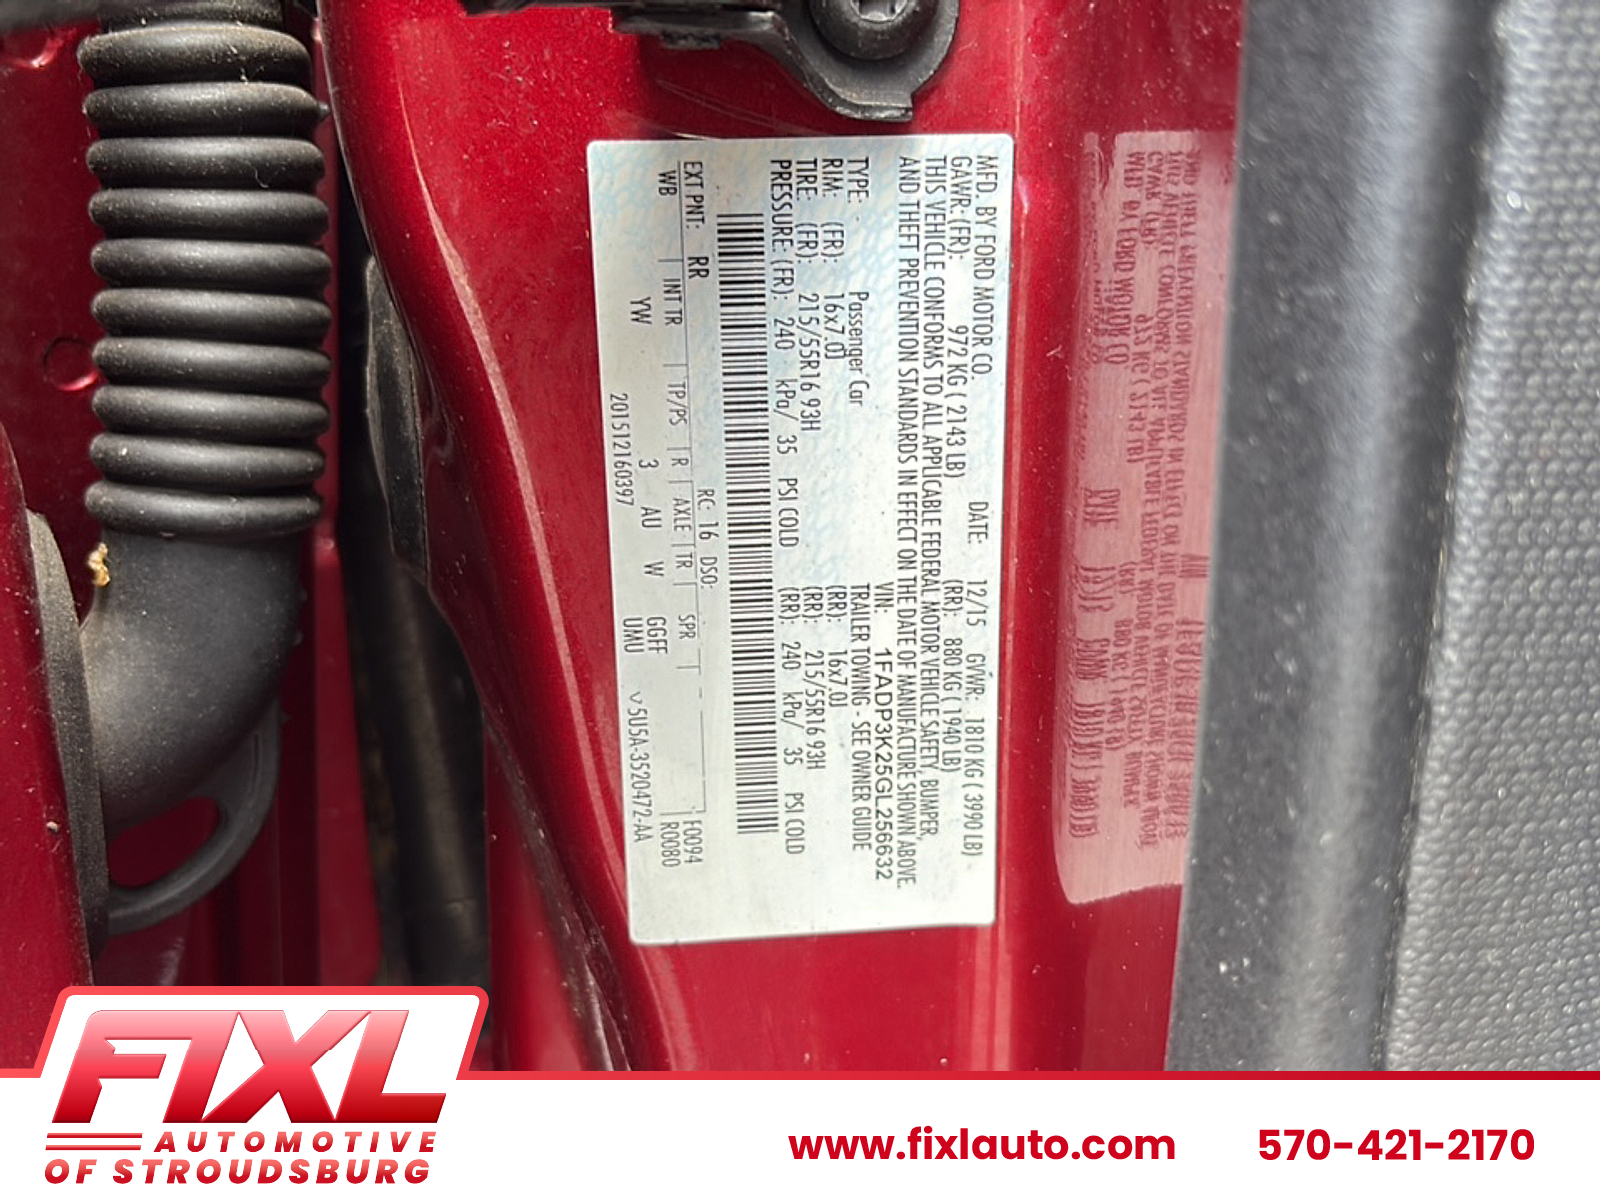 MFD. BY FORD MOTOR CO.
DATE: 12/15 GVWR: 1810 KG ( 3990 LB)
GAWR: (FR): 972 KG ( 2143 LB) (RR): 880 KG ( 1940 LB)
THIS VEHICLE CONFORMS TO ALL APPLICABLE FEDERAL MOTOR VEHICLE SAFETY, BUMPER,
AND THEFT PREVENTION STANDARDS IN EFFECT ON THE DATE OF MANUFACTURE SHOWN ABOVE.
VIN: 1FADP3K25GL256632
TYPE: Passenger Car TRAILER TOWING - SEE OWNER GUIDE
RIM: (FR): 16x7.0J (RR): 16x7.0J
TIRE: (FR): 215/55R16 93H (RR): 215/55R16 93H
PRESSURE: (FR): 240 kPa/ 35 PSI COLD (RR): 240 kPa/ 35 PSI COLD
EXT PNT: RR RC: 16 DSO: F0094
WB INT TR TP/PS R AXLE TR SPR R0080
YW 3 AU W GGFF
201512160397 UMU v5U5A-3520472-AA
FIXL
AUTOMOTIVE
OF STROUDSBURG
www.fixlauto.com 570-421-2170